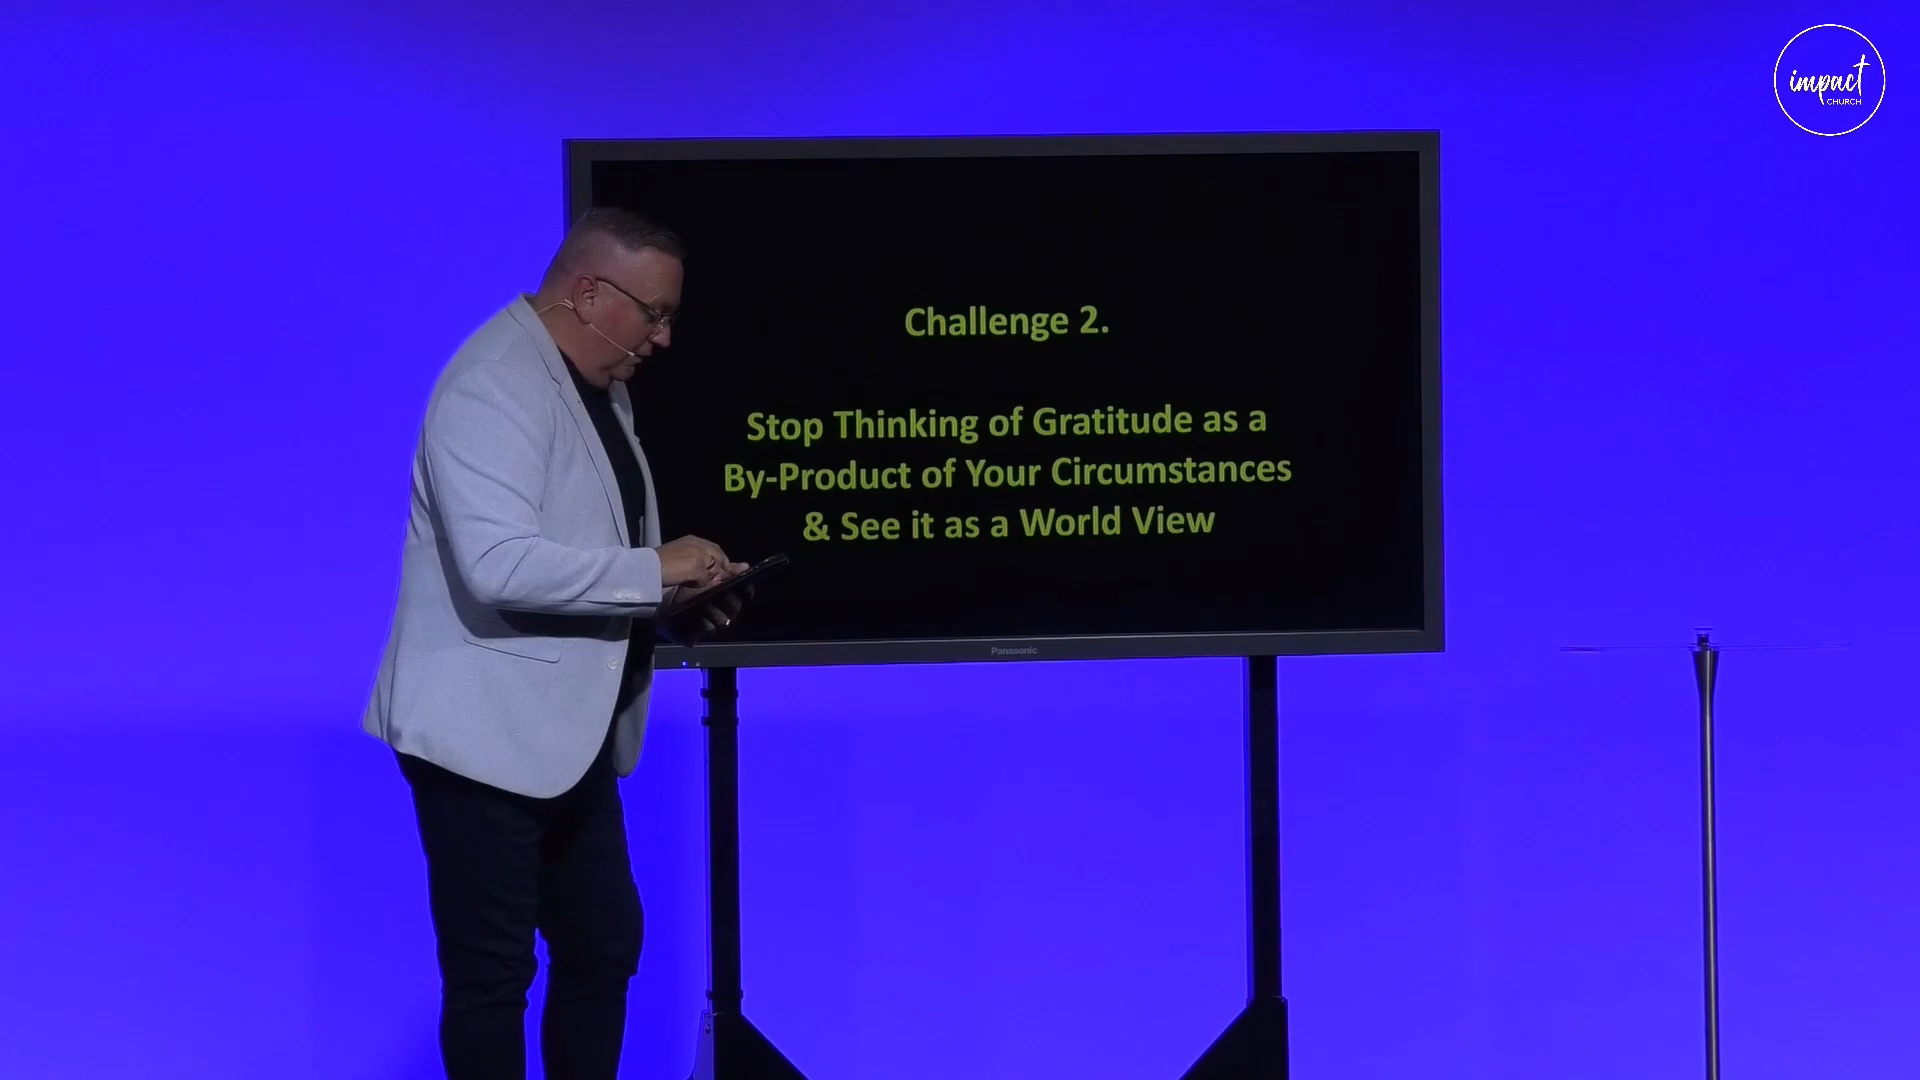 impact
CHURCH
Challenge 2.
Stop Thinking of Gratitude as a
By-Product of Your Circumstances
& See it as a World View
Panasonic